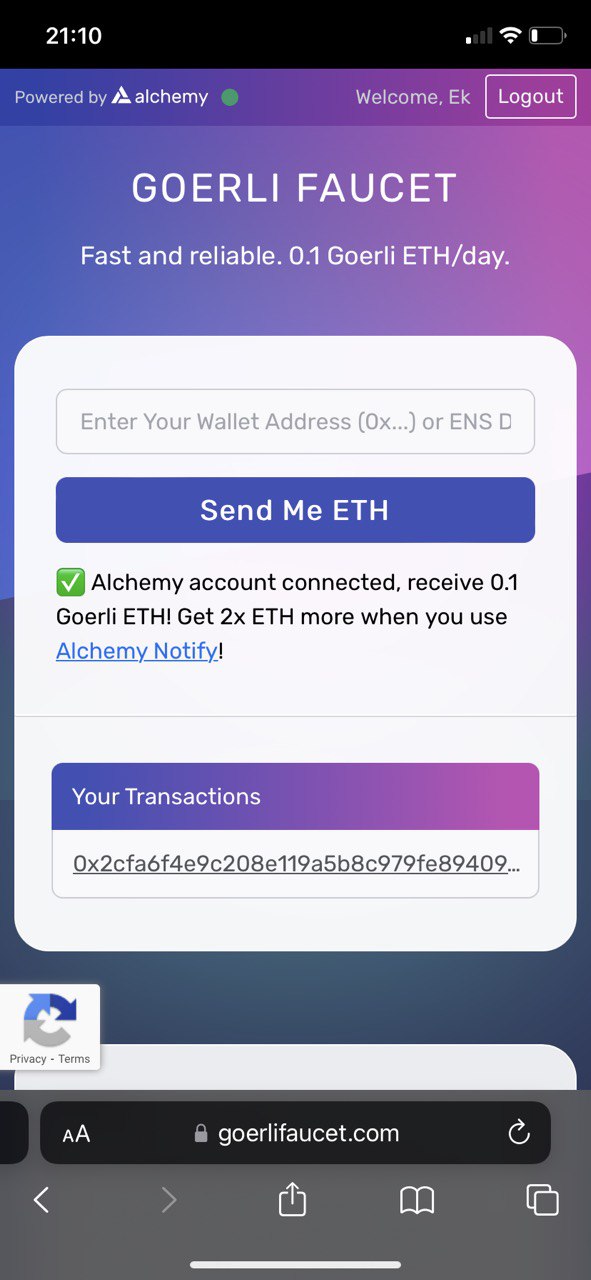 21:10
Powered by alchemy Welcome, Ek Logout
GOERLI FAUCET
Fast and reliable. 0.1 Goerli ETH/day.
Enter Your Wallet Address (0x...) or ENS D
Send Me ETH
✅ Alchemy account connected, receive 0.1
Goerli ETH! Get 2x ETH more when you use
Alchemy Notify!
Your Transactions
0x2cfa6f4e9c208e119a5b8c979fe89409...
Privacy - Terms
AA goerlifaucet.com